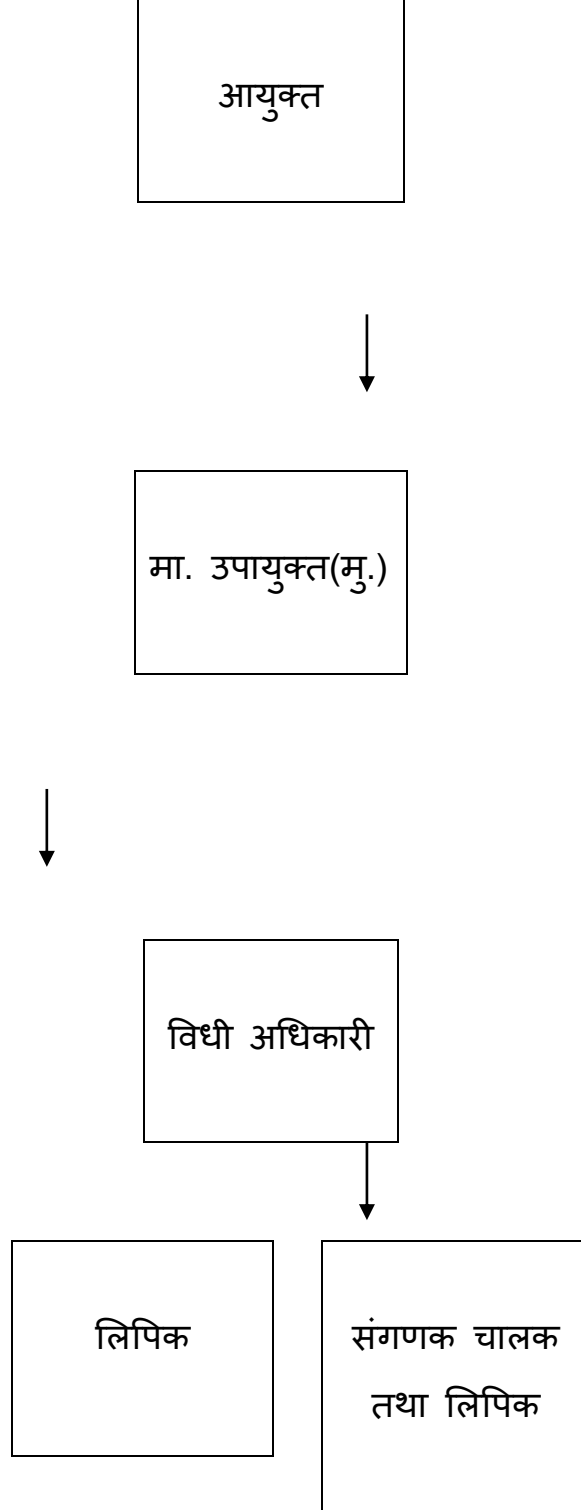 आयुक्त
मा. उपायुक्त(मु.)
विधी अधिकारी
लिपिक
संगणक चालक
तथा लिपिक